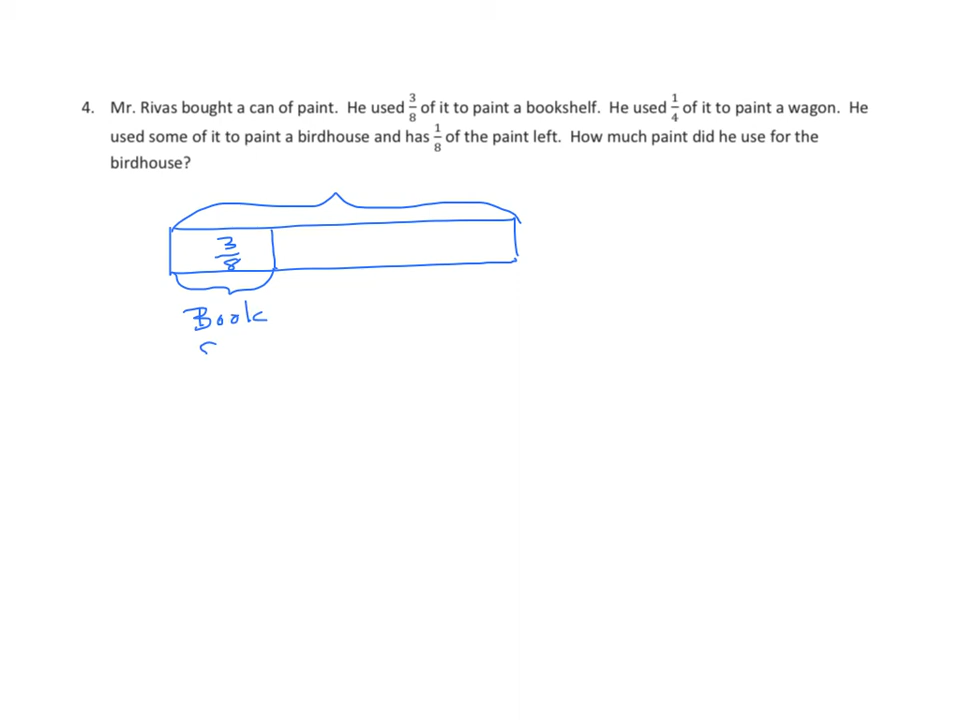 4. Mr. Rivas bought a can of paint. He used 3/8 of it to paint a bookshelf. He used 1/4 of it to paint a wagon. He
used some of it to paint a birdhouse and has 1/8 of the paint left. How much paint did he use for the
birdhouse?
3/8
Book
S